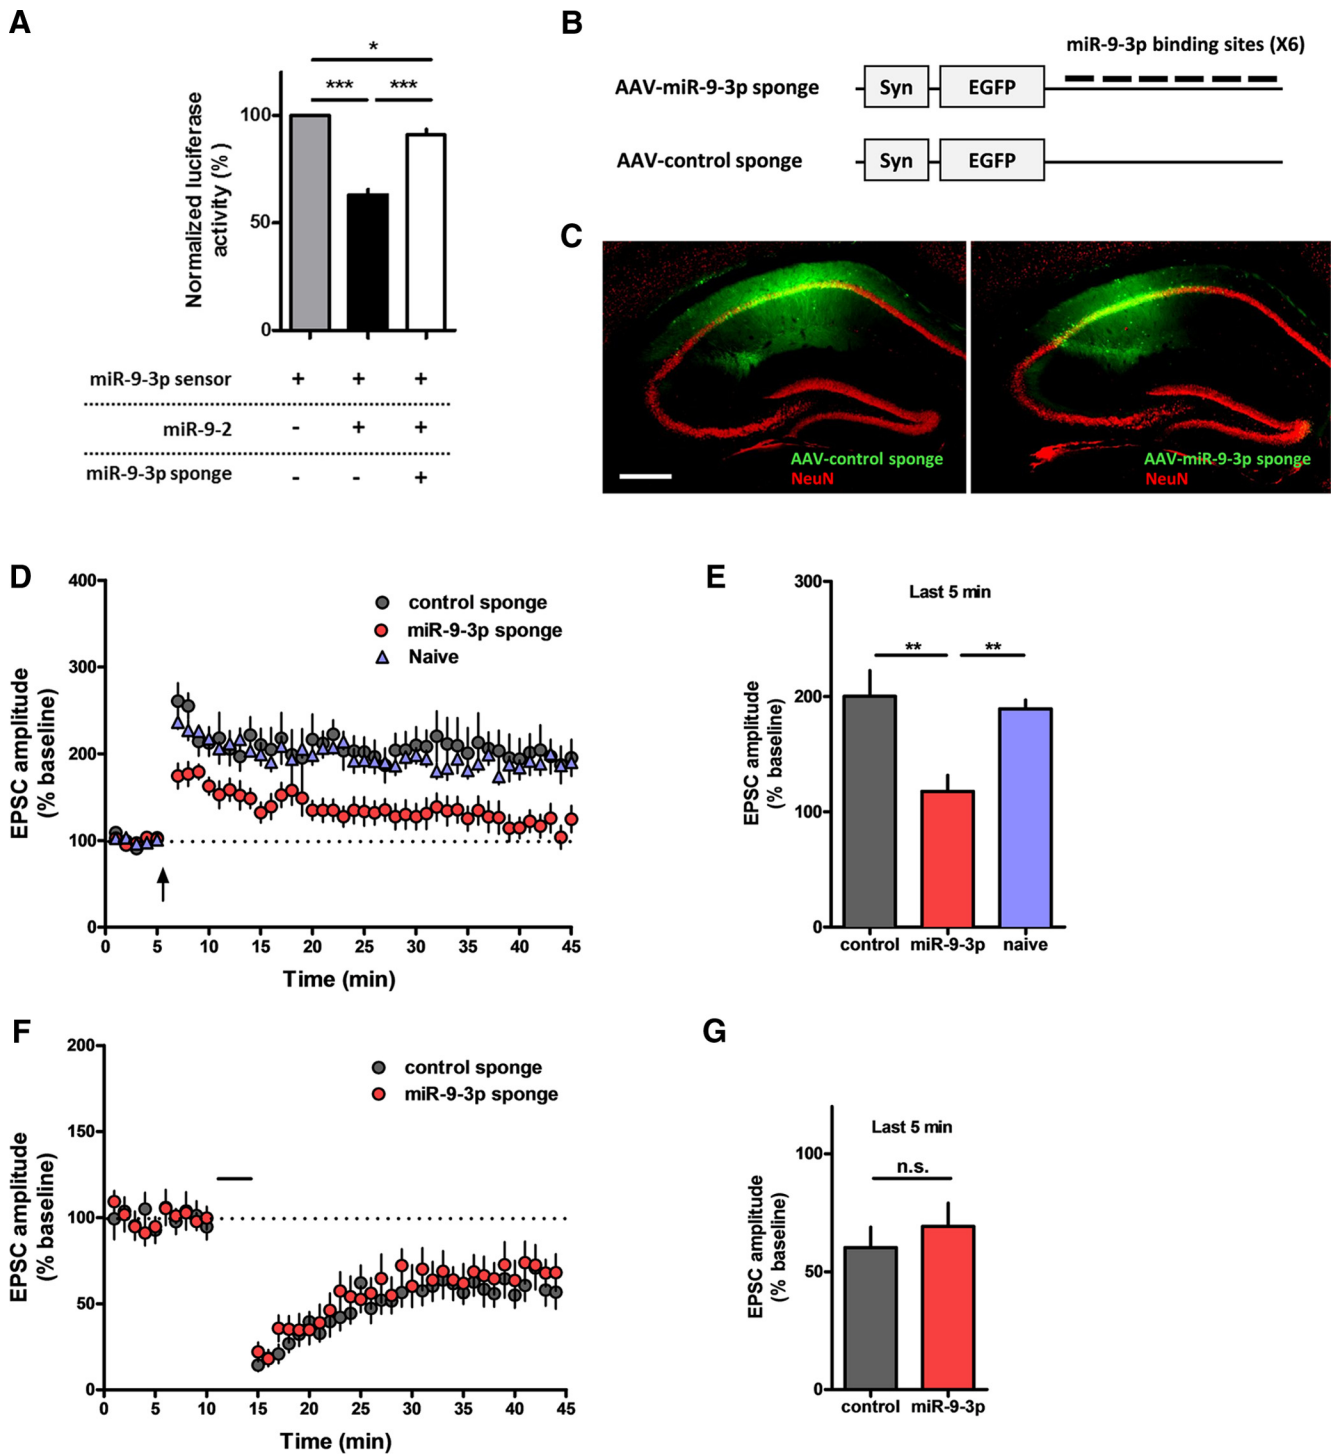 A
*
*** ***
Normalized luciferase
activity (%)
100
50
0
miR-9-3p sensor + + +
miR-9-2 - + +
miR-9-3p sponge - - +
B
miR-9-3p binding sites (X6)
AAV-miR-9-3p sponge Syn EGFP
AAV-control sponge Syn EGFP
C
AAV-control sponge
NeuN
AAV-miR-9-3p sponge
NeuN
D
EPSC amplitude
(% baseline)
400
300
200
100
0
control sponge
miR-9-3p sponge
Naive
0 5 10 15 20 25 30 35 40 45
Time (min)
E
Last 5 min
** **
EPSC amplitude
(% baseline)
300
200
100
0
control miR-9-3p naive
F
EPSC amplitude
(% baseline)
200
150
100
50
0
control sponge
miR-9-3p sponge
0 5 10 15 20 25 30 35 40 45
Time (min)
G
Last 5 min
n.s.
EPSC amplitude
(% baseline)
100
50
0
control miR-9-3p